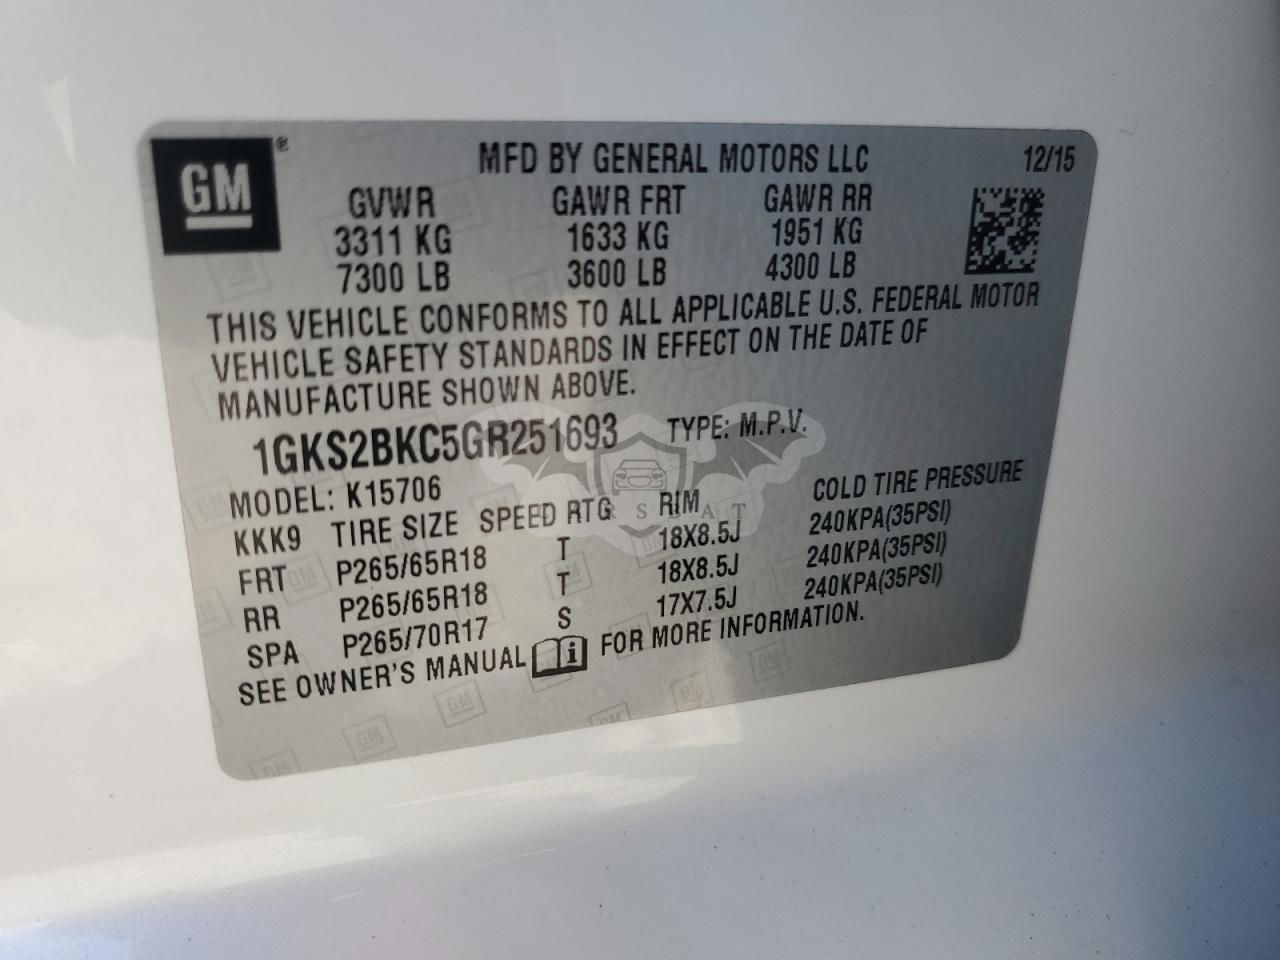 GM®
MFD BY GENERAL MOTORS LLC 12/15
GVWR GAWR FRT GAWR RR
3311 KG 1633 KG 1951 KG
7300 LB 3600 LB 4300 LB
THIS VEHICLE CONFORMS TO ALL APPLICABLE U.S. FEDERAL MOTOR
VEHICLE SAFETY STANDARDS IN EFFECT ON THE DATE OF
MANUFACTURE SHOWN ABOVE.
1GKS2BKC5GR251693 TYPE: M.P.V.
MODEL: K15706
KKK9 TIRE SIZE SPEED RTG RIM COLD TIRE PRESSURE
FRT P265/65R18 T 18X8.5J 240KPA(35PSI)
RR P265/65R18 T 18X8.5J 240KPA(35PSI)
SPA P265/70R17 S 17X7.5J 240KPA(35PSI)
SEE OWNER'S MANUAL i FOR MORE INFORMATION.